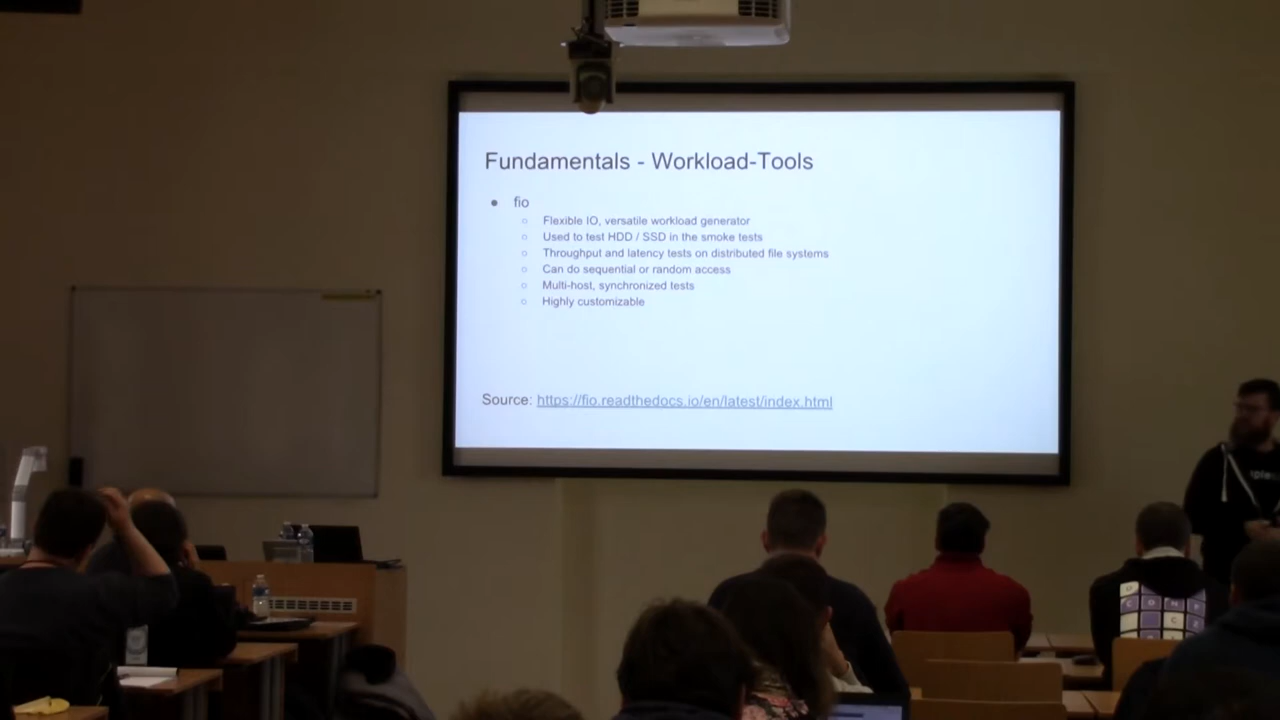 Fundamentals - Workload-Tools
● fio
○ Flexible IO, versatile workload generator
○ Used to test HDD / SSD in the smoke tests
○ Throughput and latency tests on distributed file systems
○ Can do sequential or random access
○ Multi-host, synchronized tests
○ Highly customizable
Source: https://fio.readthedocs.io/en/latest/index.html